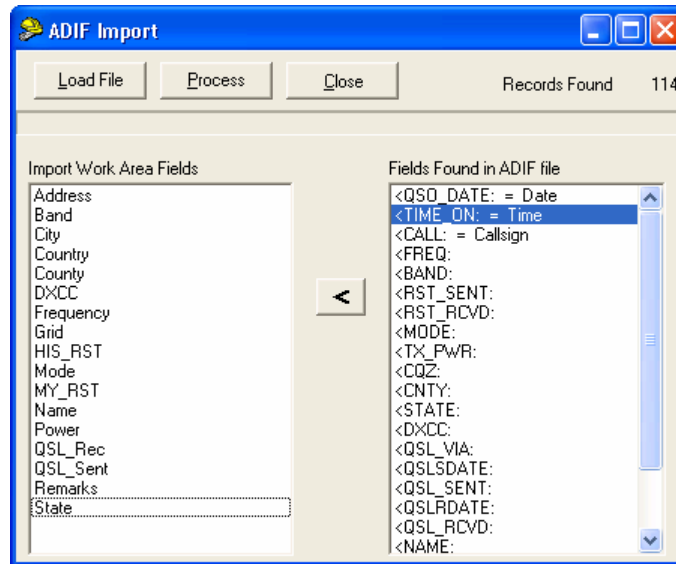 ADIF Import
Load File Process Close Records Found 114
Import Work Area Fields
Address
Band
City
Country
County
DXCC
Frequency
Grid
HIS_RST
Mode
MY_RST
Name
Power
QSL_Rec
QSL_Sent
Remarks
State
<
Fields Found in ADIF file
<QSO_DATE: = Date
<TIME_ON: = Time
<CALL: = Callsign
<FREQ:
<BAND:
<RST_SENT:
<RST_RCVD:
<MODE:
<TX_PWR:
<CQZ:
<CNTY:
<STATE:
<DXCC:
<QSL_VIA:
<QSLSDATE:
<QSL_SENT:
<QSLRDATE:
<QSL_RCVD:
<NAME: